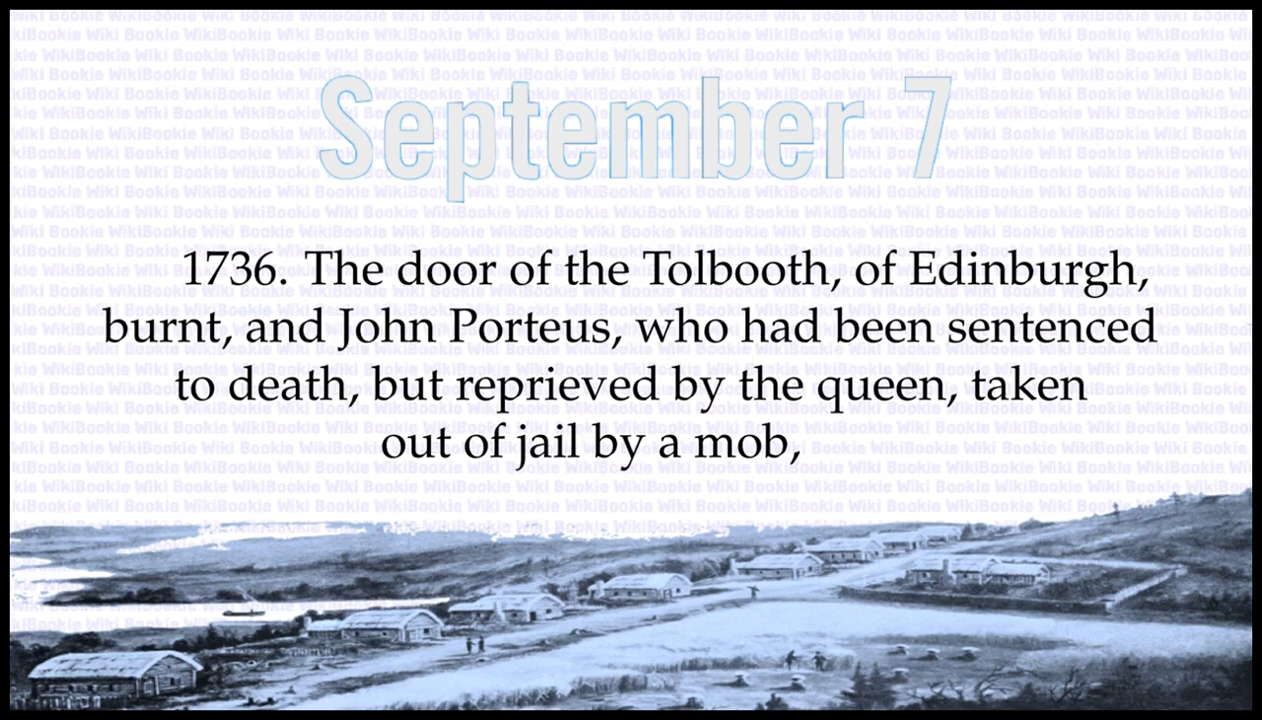 September 7
1736. The door of the Tolbooth, of Edinburgh,
burnt, and John Porteus, who had been sentenced
to death, but reprieved by the queen, taken
out of jail by a mob,